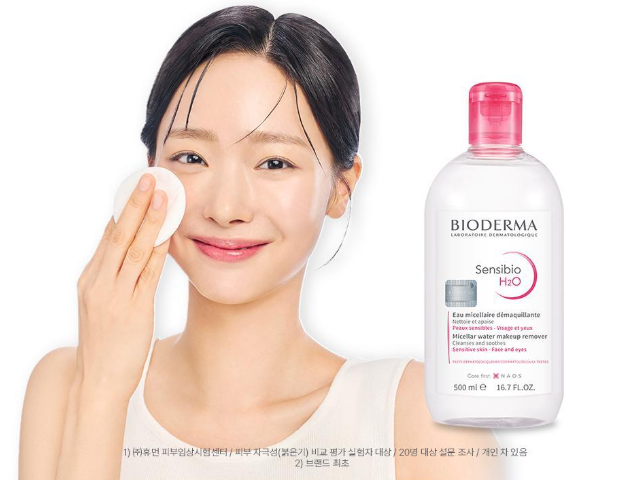 BIODERMA
LABORATOIRE DERMATOLOGIQUE
Sensibio
H2O
Eau micellaire démaquillante
Nettoie et apaise
Peaux sensibles - Visage et yeux
Micellar water makeup remover
Cleanses and soothes
Sensitive skin - Face and eyes
Care first NAOS
500 ml ℮ 16.7 FL.OZ.
1) ㈜휴먼 피부임상시험센터 / 피부 자극성(붉은기) 비교 평가 실험자 대상 / 20명 대상 설문 조사 / 개인 차 있음
2) 브랜드 최초